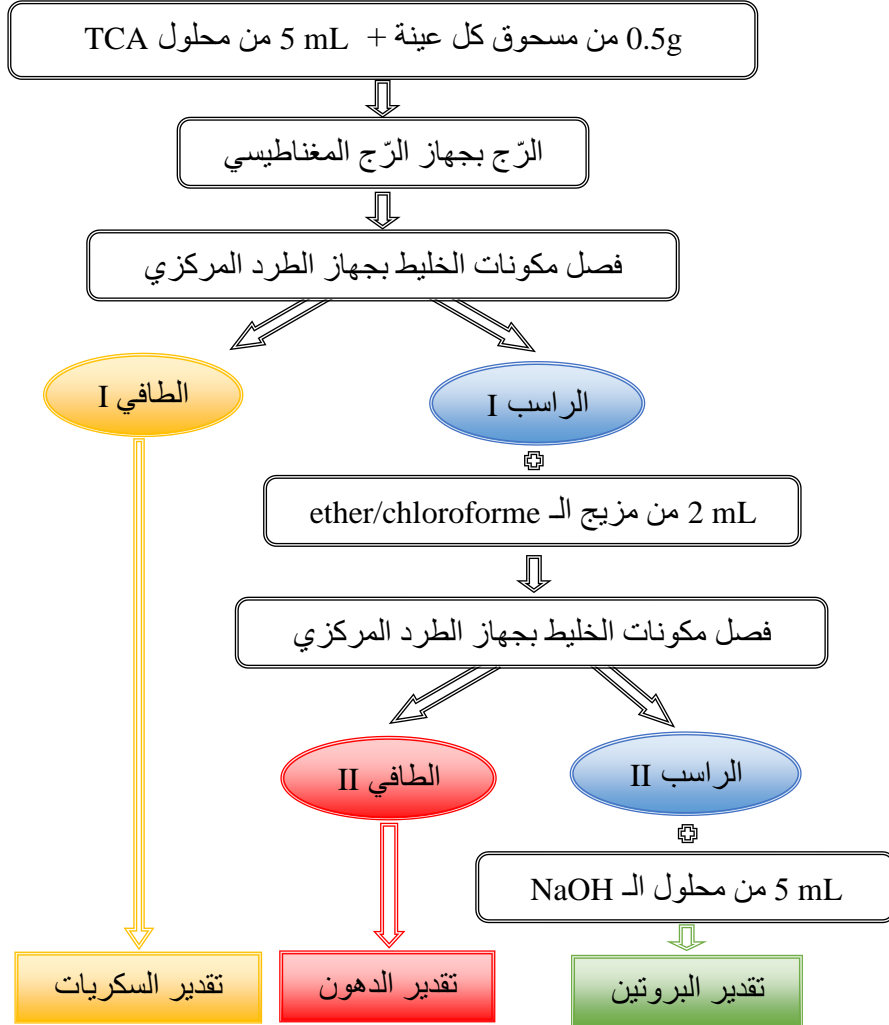 0.5g من مسحوق كل عينة + 5 mL من محلول TCA
الرّج بجهاز الرّج المغناطيسي
فصل مكونات الخليط بجهاز الطرد المركزي
الراسب I
الطافي I
2 mL من مزيج الـ ether/chloroforme
فصل مكونات الخليط بجهاز الطرد المركزي
الراسب II
الطافي II
5 mL من محلول الـ NaOH
تقدير البروتين
تقدير الدهون
تقدير السكريات